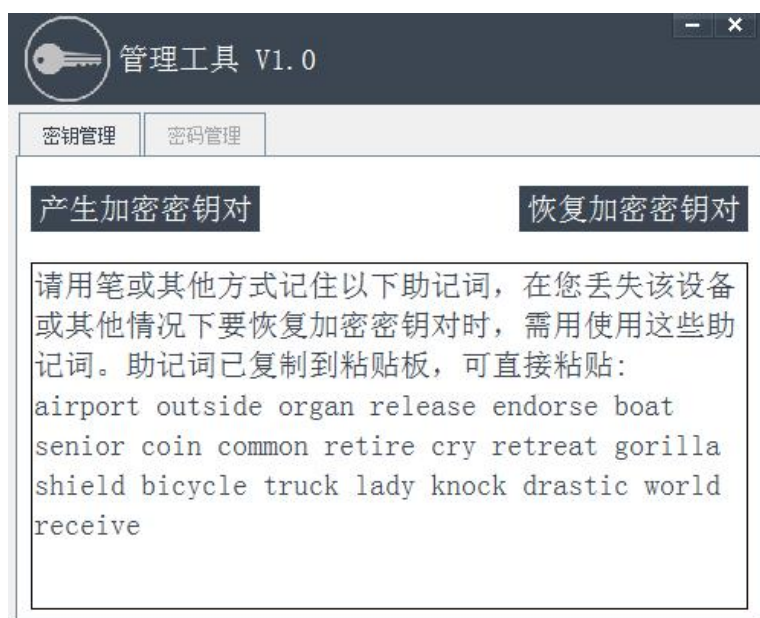 管理工具 V1.0
密钥管理 密码管理
产生加密密钥对 恢复加密密钥对
请用笔或其他方式记住以下助记词，在您丢失该设备
或其他情况下要恢复加密密钥对时，需用使用这些助
记词。助记词已复制到粘贴板，可直接粘贴:
airport outside organ release endorse boat
senior coin common retire cry retreat gorilla
shield bicycle truck lady knock drastic world
receive